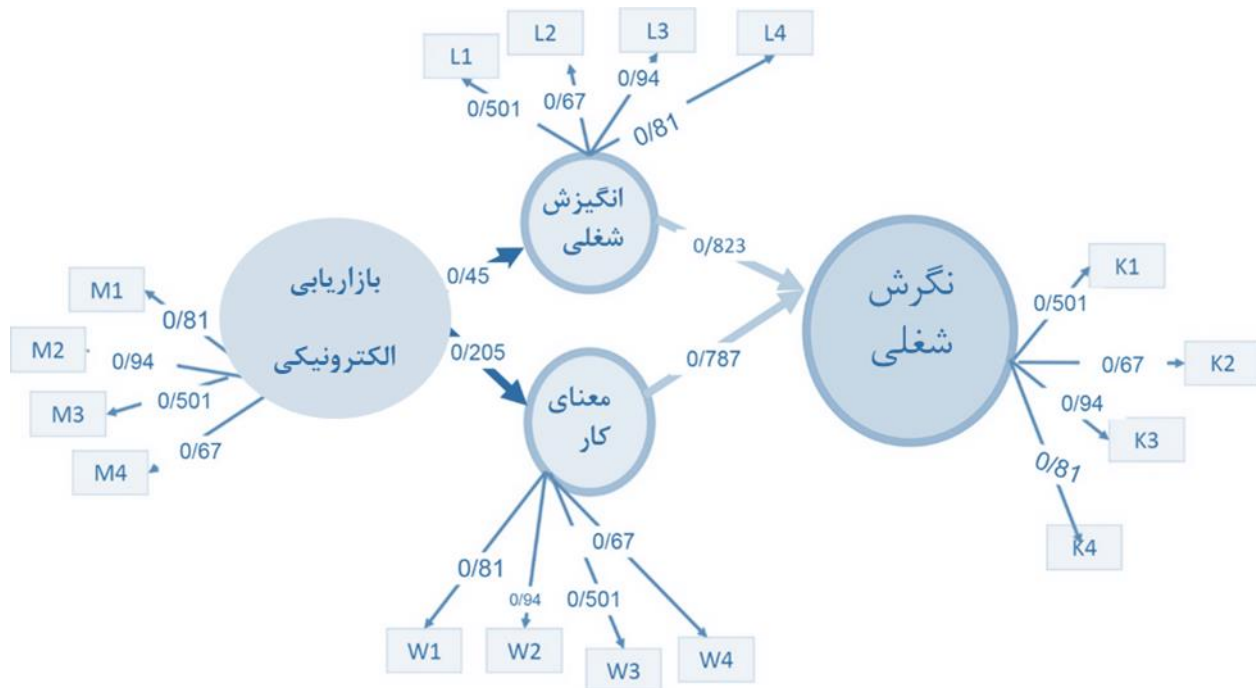 L1
L2
L3
L4
0/501
0/67
0/94
0/81
انگیزش
شغلی
بازاریابی
الکترونیکی
0/45
0/205
M1
M2
M3
M4
0/81
0/94
0/501
0/67
معنای
کار
0/823
0/787
نگرش
شغلی
K1
K2
K3
K4
0/501
0/67
0/94
0/81
0/81
0/94
0/501
0/67
W1
W2
W3
W4